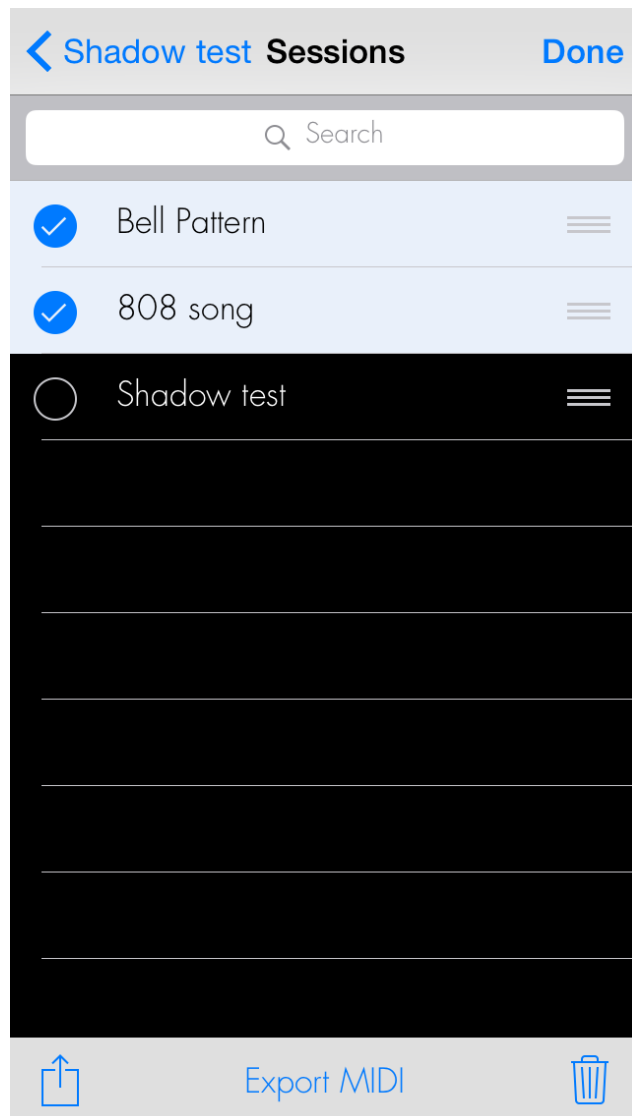 Shadow test Sessions Done
Search
Bell Pattern
808 song
Shadow test
Export MIDI